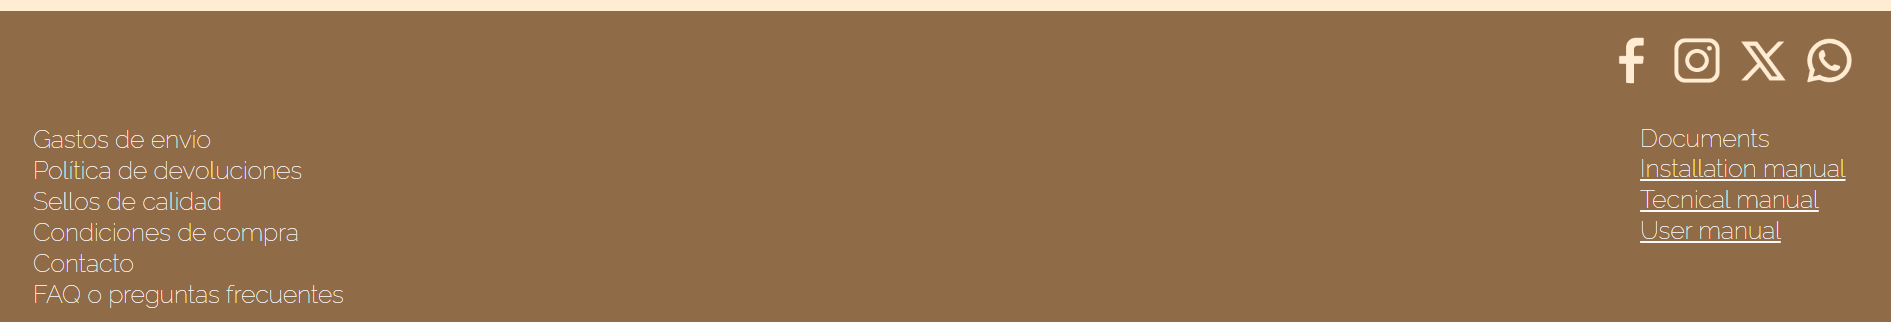 Gastos de envío
Política de devoluciones
Sellos de calidad
Condiciones de compra
Contacto
FAQ o preguntas frecuentes
Documents
Installation manual
Tecnical manual
User manual